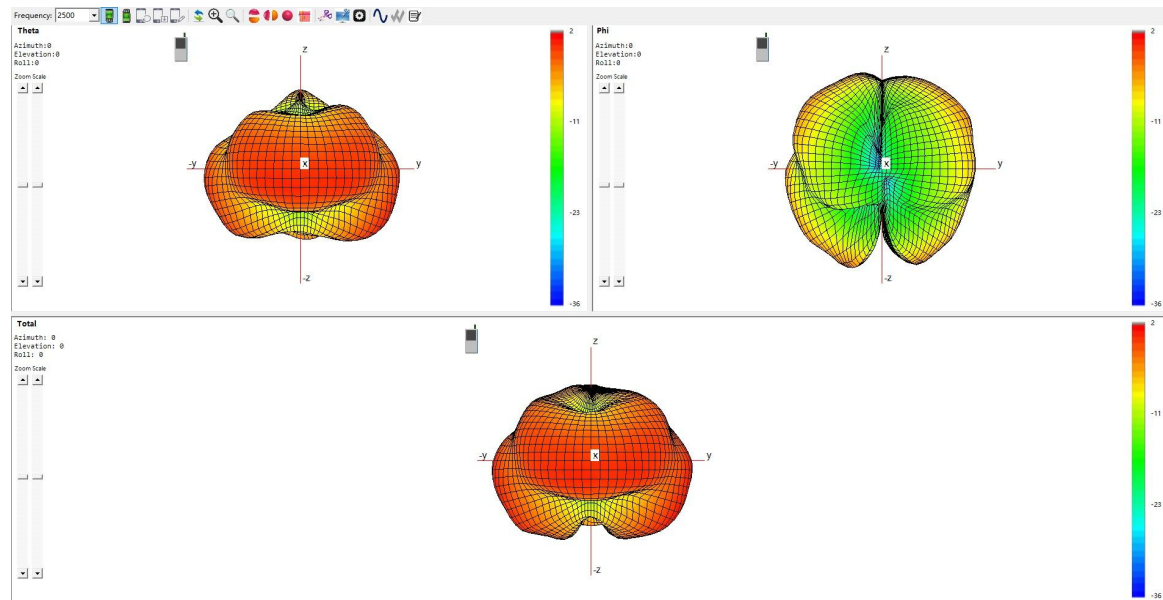 Frequency: 2500
Theta
Azimuth:0
Elevation:0
Roll:0
Zoom Scale
z
-y
x
y
-z
2
-11
-23
-36
Phi
Azimuth:0
Elevation:0
Roll:0
Zoom Scale
z
-y
x
y
-z
2
-11
-23
-36
Total
Azimuth: 0
Elevation: 0
Roll: 0
Zoom Scale
z
-y
x
y
-z
2
-11
-23
-36